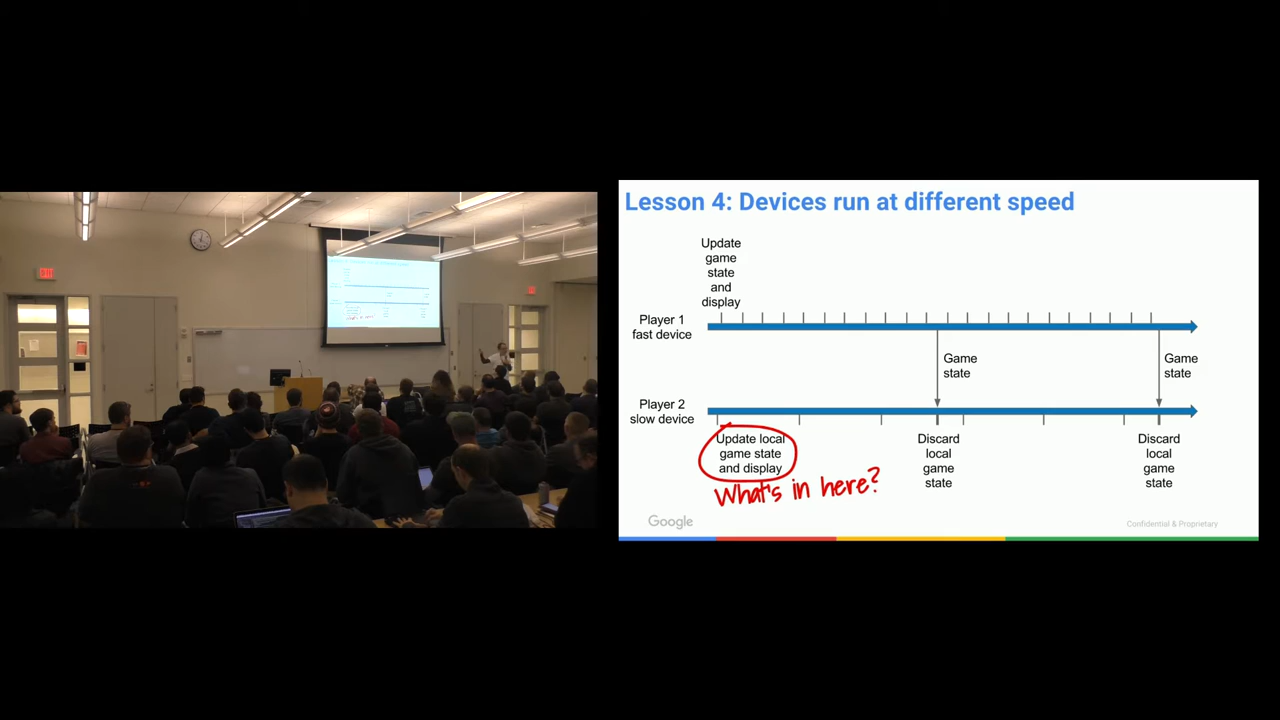 EXIT
Lesson 4: Devices run at different speed
Update
game
state
and
display
Player 1
fast device
Game
state
Game
state
Player 2
slow device
Update local
game state
and display
Discard
local
game
state
Discard
local
game
state
What's in here?
Google
Confidential & Proprietary